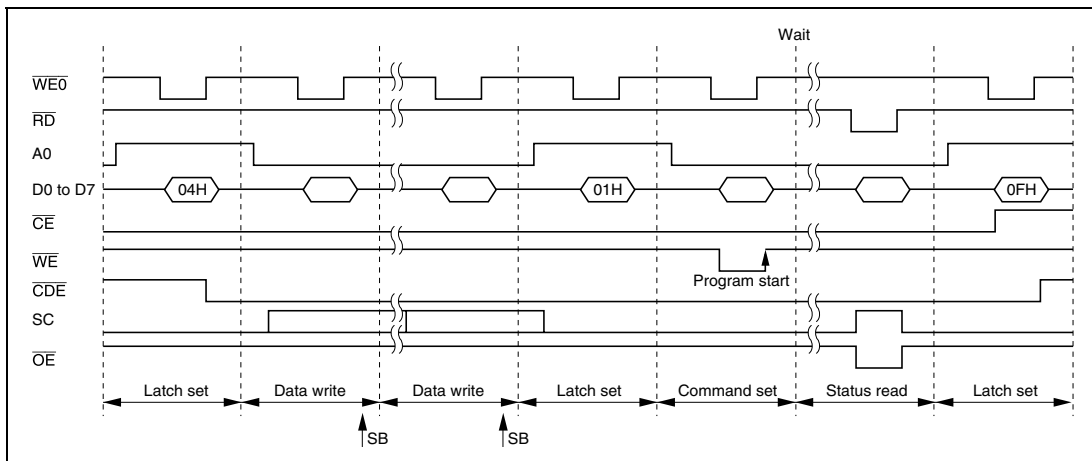 Wait
WE0
RD
A0
D0 to D7 04H 01H 0FH
CE
WE
Program start
CDE
SC
OE
Latch set Data write Data write Latch set Command set Status read Latch set
SB SB